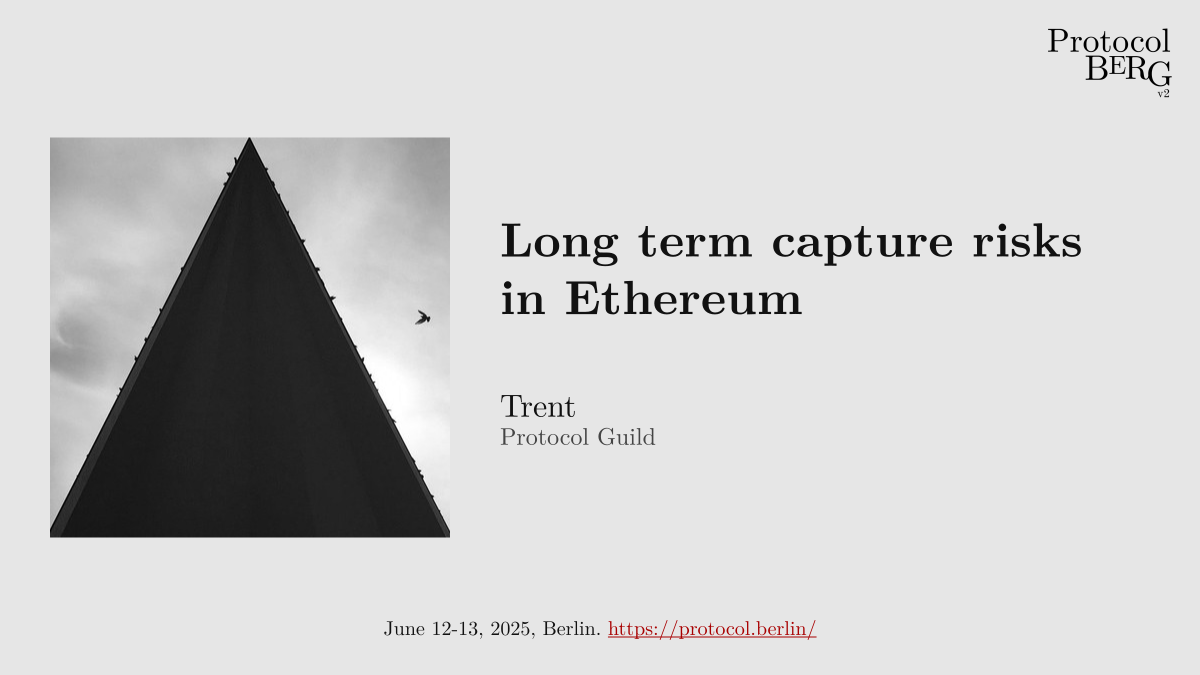 Protocol
BERG
v2
Long term capture risks
in Ethereum
Trent
Protocol Guild
June 12-13, 2025, Berlin. https://protocol.berlin/